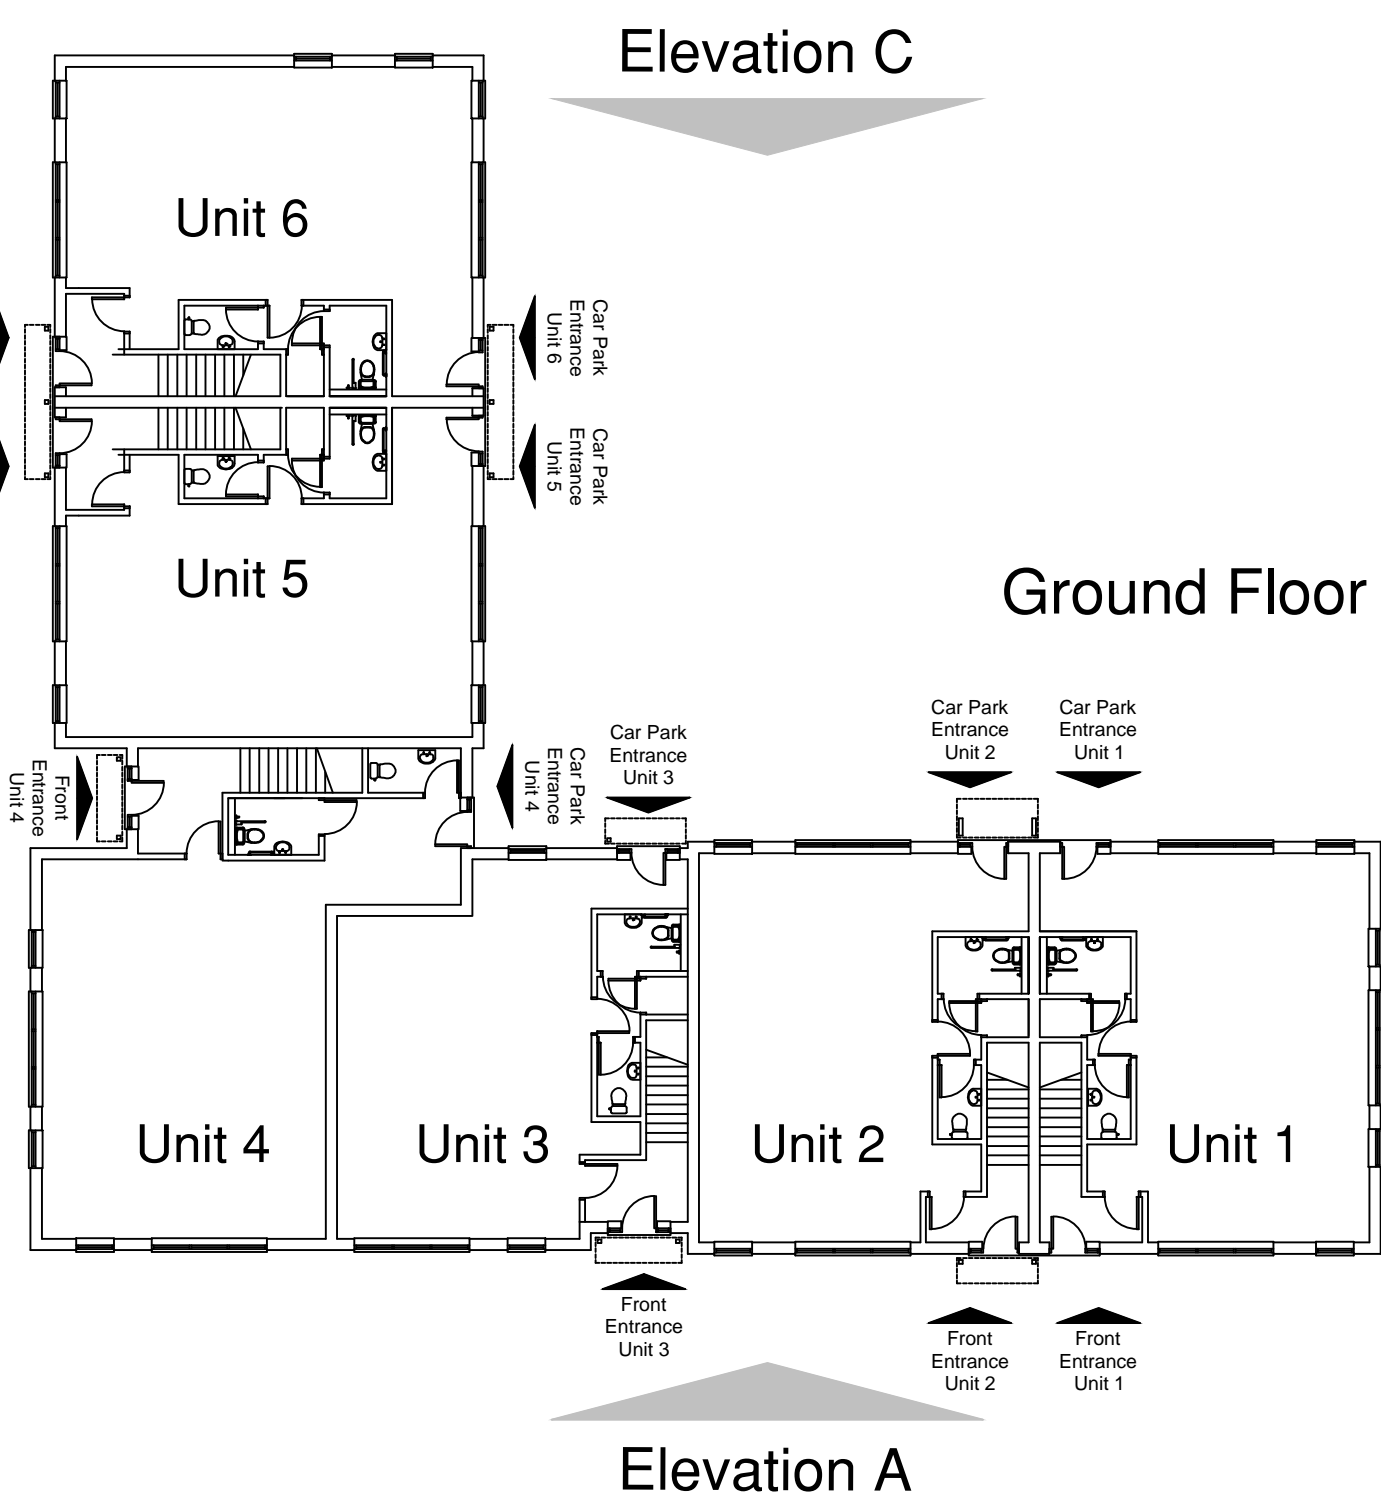 Elevation C
Unit 6
Car Park
Entrance
Unit 6
Car Park
Entrance
Unit 5
Unit 5
Ground Floor
Car Park
Entrance
Unit 2
Car Park
Entrance
Unit 1
Car Park
Entrance
Unit 3
Front
Entrance
Unit 4
Car Park
Entrance
Unit 4
Unit 4
Unit 3
Unit 2
Unit 1
Front
Entrance
Unit 3
Front
Entrance
Unit 2
Front
Entrance
Unit 1
Elevation A